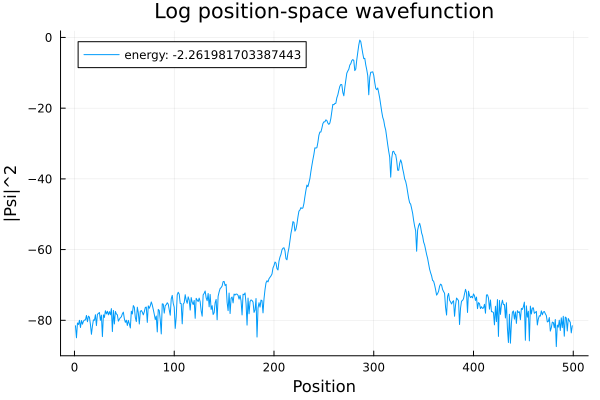 Log position-space wavefunction
energy: -2.261981703387443
|Psi|^2
0
−20
−40
−60
−80
0 100 200 300 400 500
Position